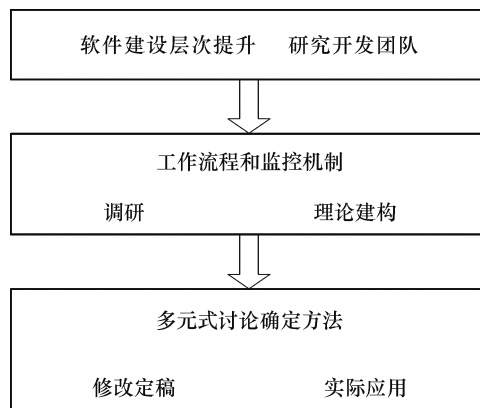 软件建设层次提升 研究开发团队
工作流程和监控机制
调研 理论建构
多元式讨论确定方法
修改定稿 实际应用